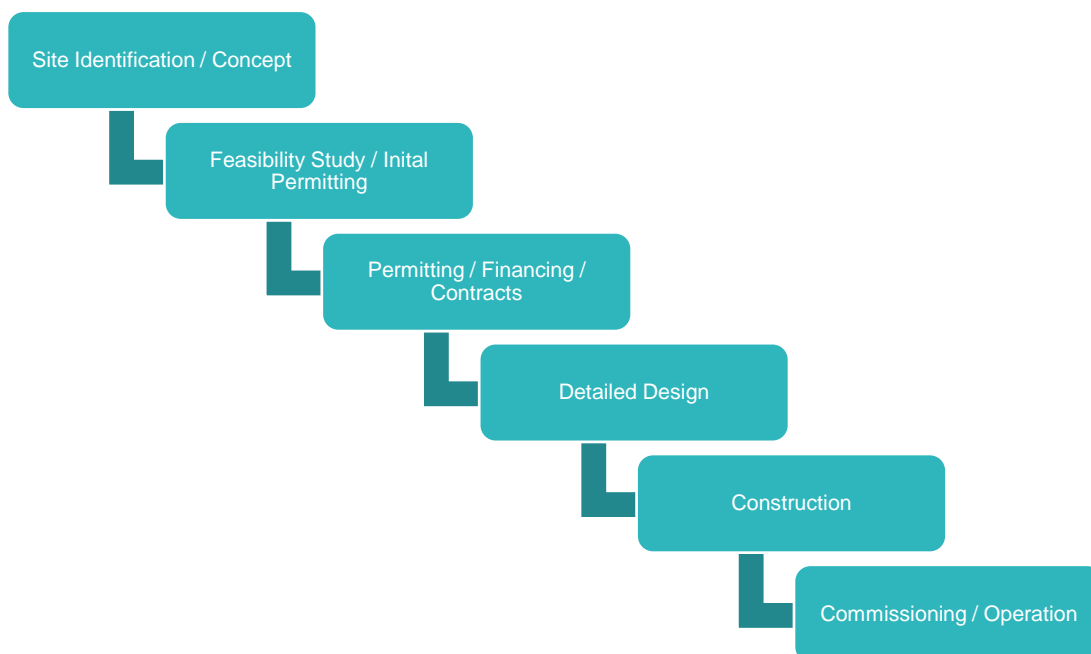 Site Identification / Concept
Feasibility Study / Inital
Permitting
Permitting / Financing /
Contracts
Detailed Design
Construction
Commissioning / Operation